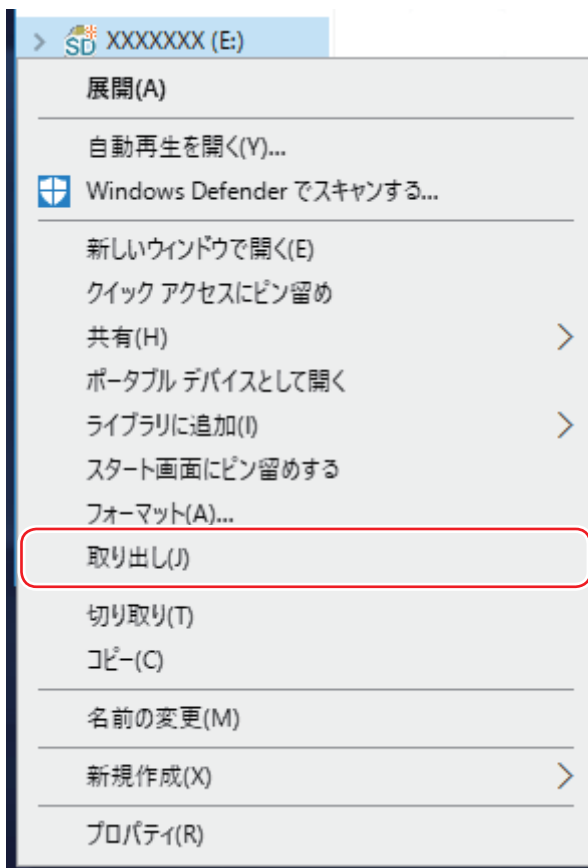 SD XXXXXXX (E:)
展開(A)
自動再生を開く(Y)...
Windows Defender でスキャンする...
新しいウィンドウで開く(E)
クイック アクセスにピン留め
共有(H)
ポータブル デバイスとして開く
ライブラリに追加(I)
スタート画面にピン留めする
フォーマット(A)...
取り出し(J)
切り取り(T)
コピー(C)
名前の変更(M)
新規作成(X)
プロパティ(R)